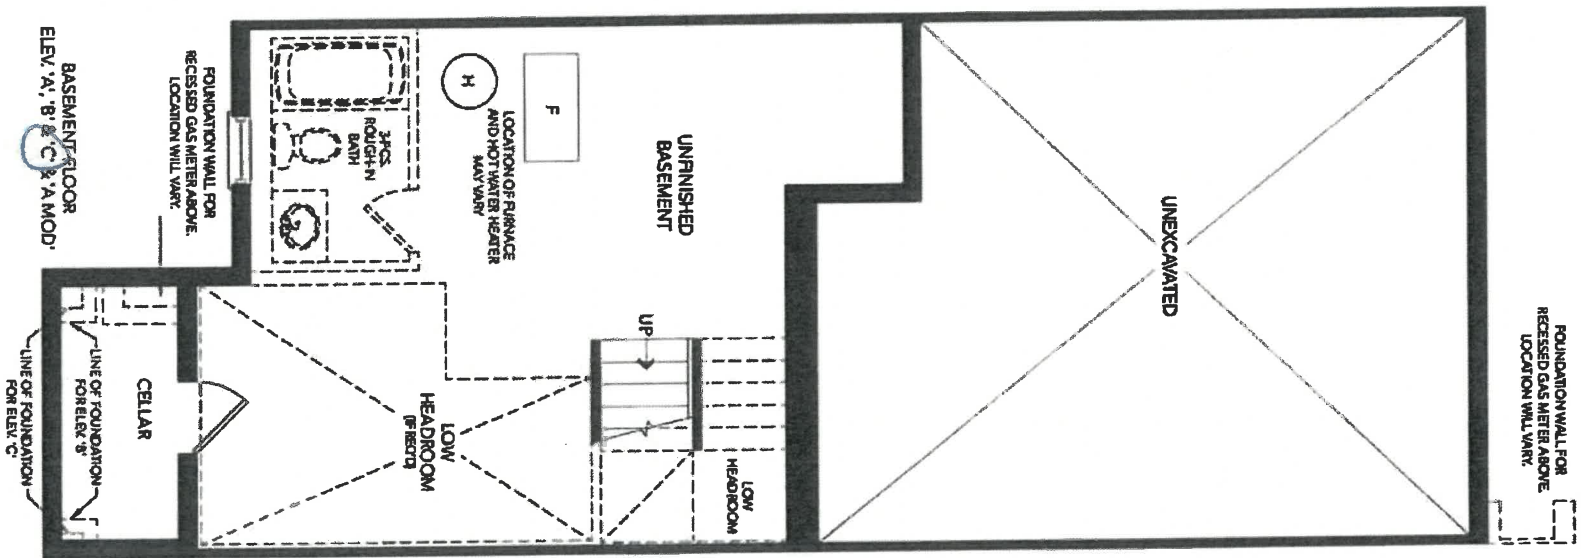 FOUNDATION WALL FOR
RECESSED GAS METER ABOVE.
LOCATION WILL VARY.
UNEXCAVATED
UNFINISHED
BASEMENT
F
H
LOCATION OF FURNACE
AND HOT WATER HEATER
MAY VARY
3-PCS.
ROUGH-IN
BATH
UP
LOW
HEADROOM
LOW
HEADROOM
(IF REQ'D)
FOUNDATION WALL FOR
RECESSED GAS METER ABOVE.
LOCATION WILL VARY.
CELLAR
LINE OF FOUNDATION
FOR ELEV. 'B'
LINE OF FOUNDATION
FOR ELEV. 'C'
BASEMENT FLOOR
ELEV. 'A', 'B' & 'C' & 'A MOD'